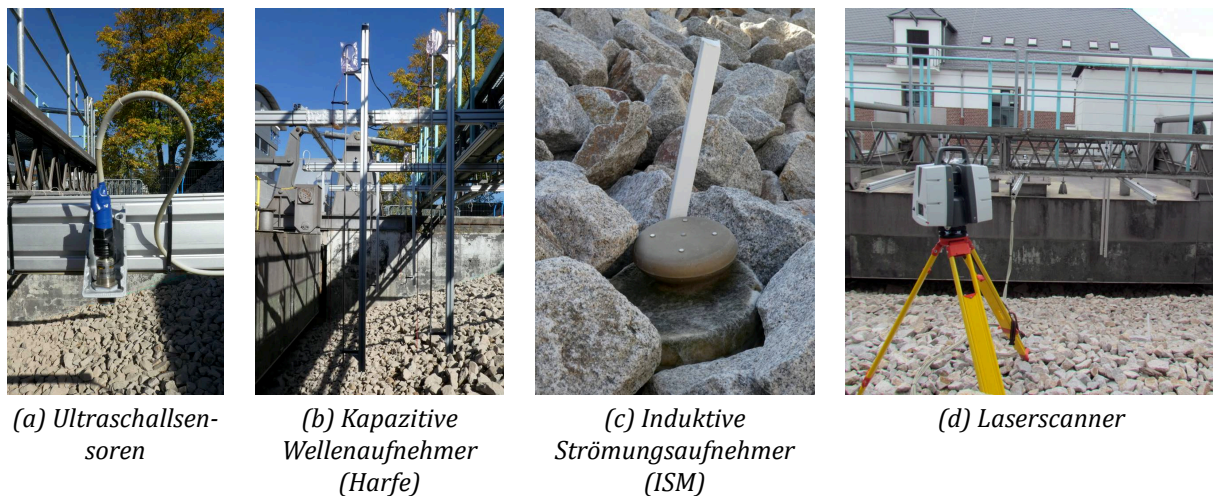 (a) Ultraschallsen-
soren
(b) Kapazitive
Wellenaufnehmer
(Harfe)
(c) Induktive
Strömungsaufnehmer
(ISM)
(d) Laserscanner